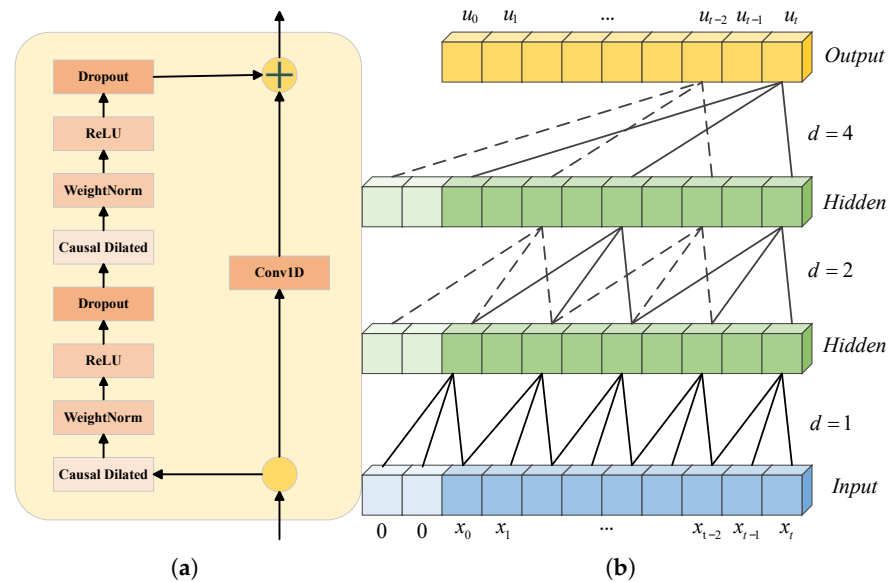 Dropout
ReLU
WeightNorm
Causal Dilated
Dropout
ReLU
WeightNorm
Causal Dilated
Conv1D
(a)
u₀ u₁ ... uₜ₋₂ uₜ₋₁ uₜ
Output
d = 4
Hidden
d = 2
Hidden
d = 1
Input
0 0 x₀ x₁ ... xₜ₋₂ xₜ₋₁ xₜ
(b)